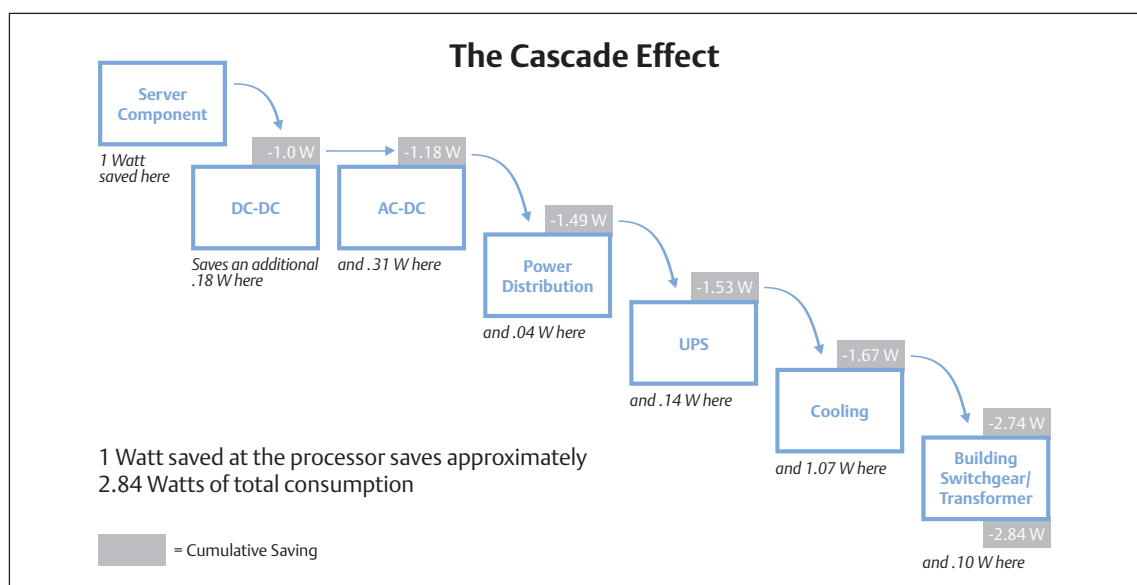 The Cascade Effect
Server
Component
1 Watt
saved here
-1.0 W
DC-DC
Saves an additional
.18 W here
-1.18 W
AC-DC
and .31 W here
-1.49 W
Power
Distribution
and .04 W here
-1.53 W
UPS
and .14 W here
-1.67 W
Cooling
and 1.07 W here
-2.74 W
Building
Switchgear/
Transformer
-2.84 W
and .10 W here
1 Watt saved at the processor saves approximately
2.84 Watts of total consumption
= Cumulative Saving